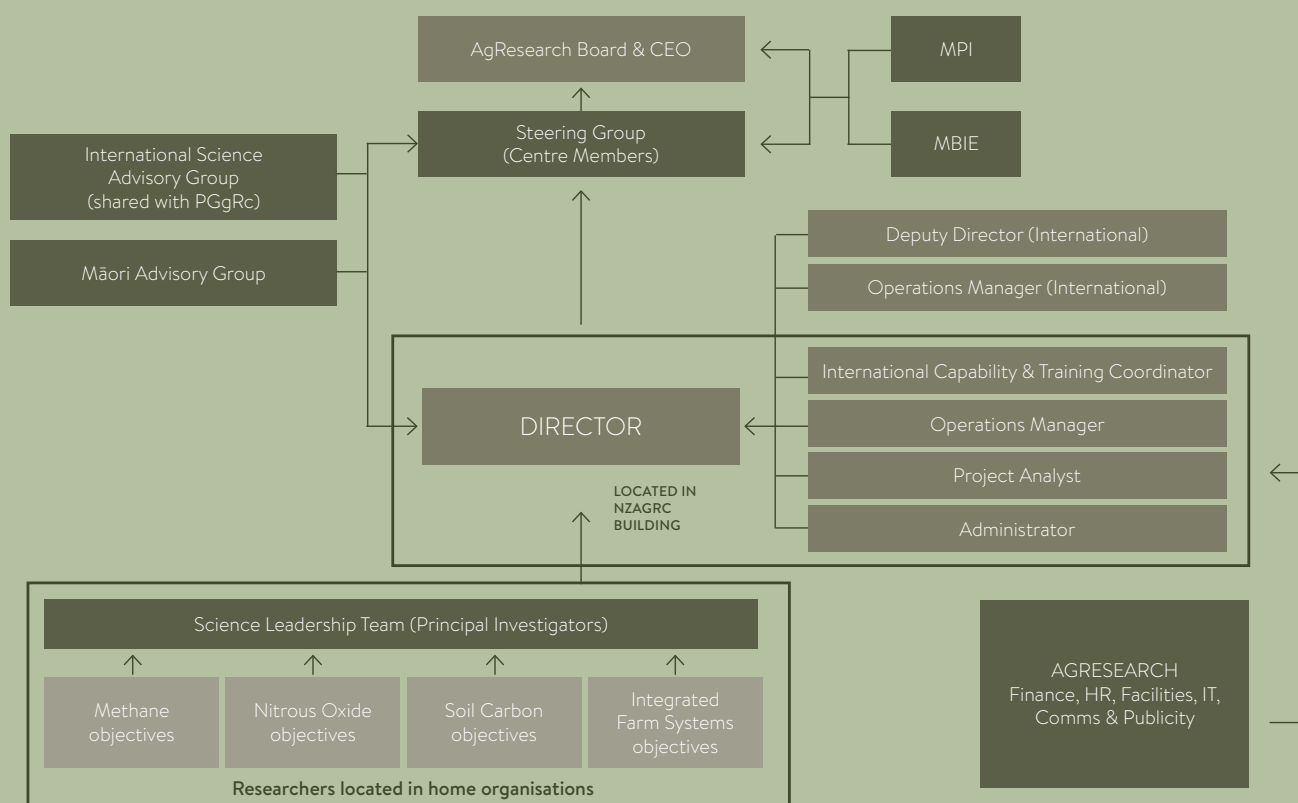 AgResearch Board & CEO
MPI
Steering Group
(Centre Members)
MBIE
International Science
Advisory Group
(shared with PGgRc)
Māori Advisory Group
Deputy Director (International)
Operations Manager (International)
International Capability & Training Coordinator
DIRECTOR
Operations Manager
Project Analyst
Administrator
LOCATED IN
NZAGRC
BUILDING
Science Leadership Team (Principal Investigators)
Methane
objectives
Nitrous Oxide
objectives
Soil Carbon
objectives
Integrated
Farm Systems
objectives
Researchers located in home organisations
AGRESEARCH
Finance, HR, Facilities, IT,
Comms & Publicity